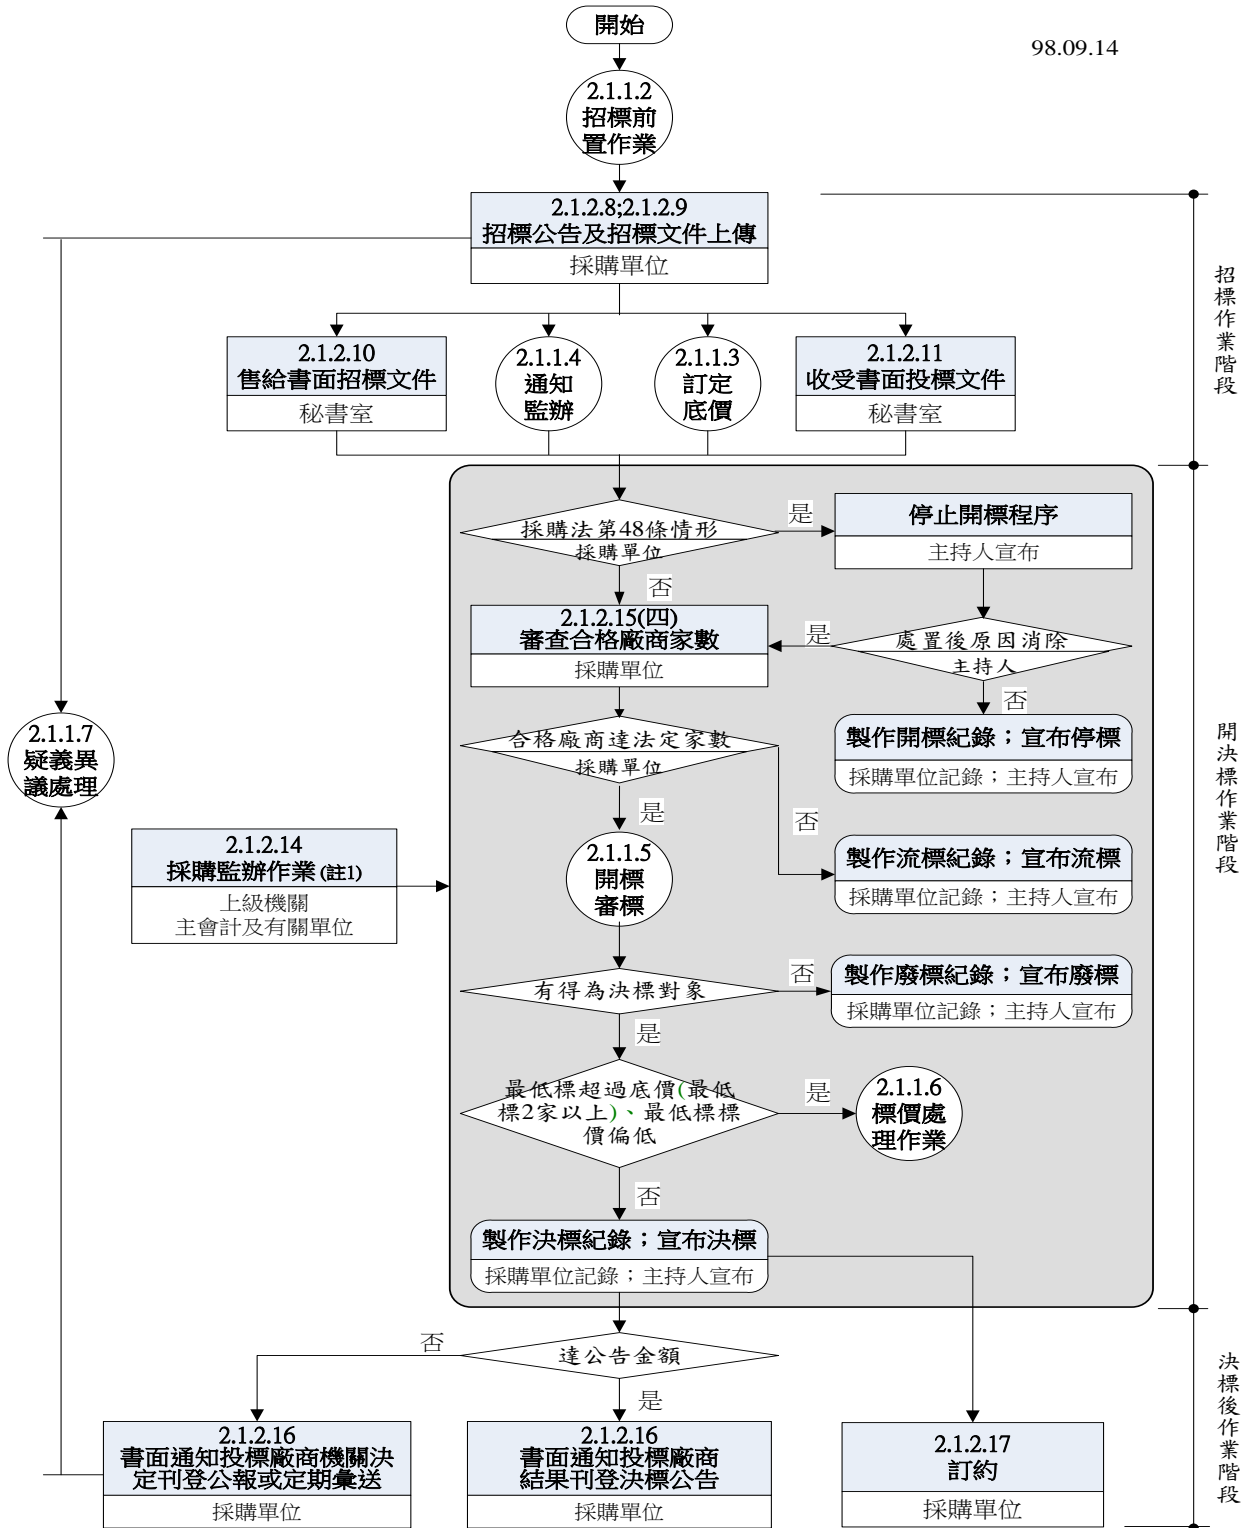 開始
98.09.14
2.1.1.2
招標前
置作業
2.1.2.8;2.1.2.9
招標公告及招標文件上傳
採購單位
招標作業階段
2.1.2.10
售給書面招標文件
秘書室
2.1.1.4
通知
監辦
2.1.1.3
訂定
底價
2.1.2.11
收受書面投標文件
秘書室
採購法第48條情形
採購單位
是
停止開標程序
主持人宣布
否
2.1.2.15(四)
審查合格廠商家數
採購單位
是
處置後原因消除
主持人
否
合格廠商達法定家數
採購單位
製作開標紀錄；宣布停標
採購單位記錄；主持人宣布
2.1.1.7
疑義異
議處理
開決標作業階段
是
否
2.1.2.14
採購監辦作業(註1)
上級機關
主會計及有關單位
2.1.1.5
開標
審標
製作流標紀錄；宣布流標
採購單位記錄；主持人宣布
有得為決標對象
否
製作廢標紀錄；宣布廢標
採購單位記錄；主持人宣布
是
最低標超過底價(最低
標2家以上)、最低標標
價偏低
是
2.1.1.6
標價處
理作業
否
製作決標紀錄；宣布決標
採購單位記錄；主持人宣布
否
達公告金額
是
決標後作業階段
2.1.2.16
書面通知投標廠商機關決
定刊登公報或定期彙送
採購單位
2.1.2.16
書面通知投標廠商
結果刊登決標公告
採購單位
2.1.2.17
訂約
採購單位